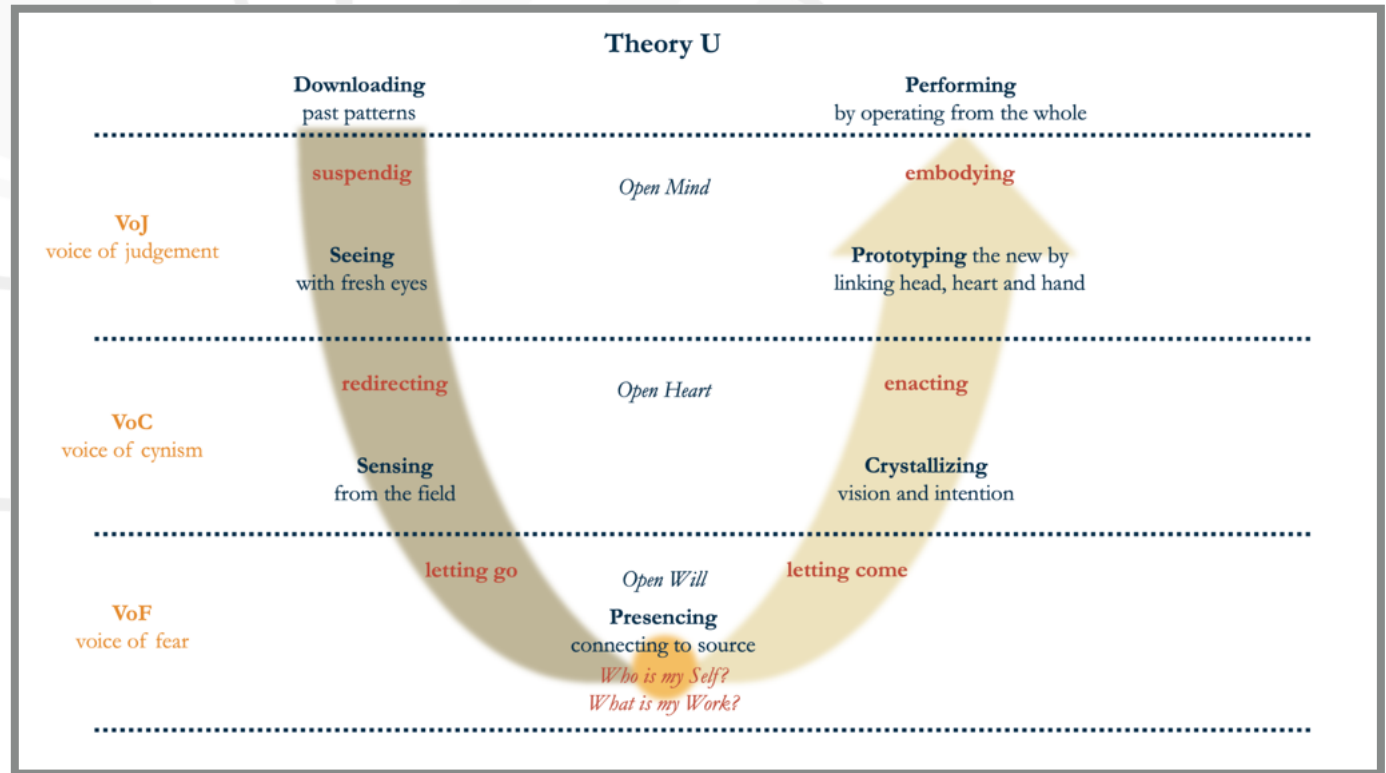 Theory U
Downloading
past patterns
Performing
by operating from the whole
suspendig
Open Mind
embodying
VoJ
voice of judgement
Seeing
with fresh eyes
Prototyping the new by
linking head, heart and hand
redirecting
Open Heart
enacting
VoC
voice of cynism
Sensing
from the field
Crystallizing
vision and intention
letting go
Open Will
letting come
VoF
voice of fear
Presencing
connecting to source
Who is my Self?
What is my Work?